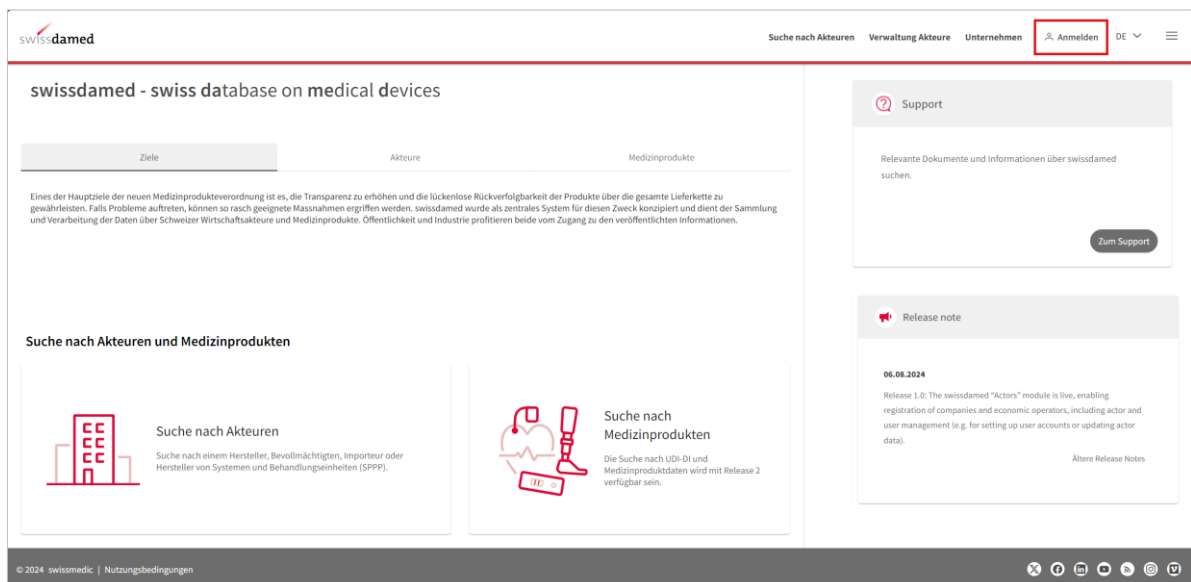 swissdamed
Suche nach Akteuren Verwaltung Akteure Unternehmen Anmelden DE
swissdamed - swiss database on medical devices
Ziele Akteure Medizinprodukte
Eines der Hauptziele der neuen Medizinprodukteverordnung ist es, die Transparenz zu erhöhen und die lückenlose Rückverfolgbarkeit der Produkte über die gesamte Lieferkette zu
gewährleisten. Falls Probleme auftreten, können so rasch geeignete Massnahmen ergriffen werden. swissdamed wurde als zentrales System für diesen Zweck konzipiert und dient der Sammlung
und Verarbeitung der Daten über Schweizer Wirtschaftsakteure und Medizinprodukte. Öffentlichkeit und Industrie profitieren beide vom Zugang zu den veröffentlichten Informationen.
Suche nach Akteuren und Medizinprodukten
Suche nach Akteuren
Suche nach einem Hersteller, Bevollmächtigten, Importeur oder
Hersteller von Systemen und Behandlungseinheiten (SPPP).
Suche nach
Medizinprodukten
Die Suche nach UDI-DI und
Medizinproduktdaten wird mit Release 2
verfügbar sein.
Support
Relevante Dokumente und Informationen über swissdamed
suchen.
Zum Support
Release note
06.08.2024
Release 1.0: The swissdamed "Actors" module is live, enabling
registration of companies and economic operators, including actor and
user management (e.g. for setting up user accounts or updating actor
data).
Ältere Release Notes
© 2024 swissmedic | Nutzungsbedingungen